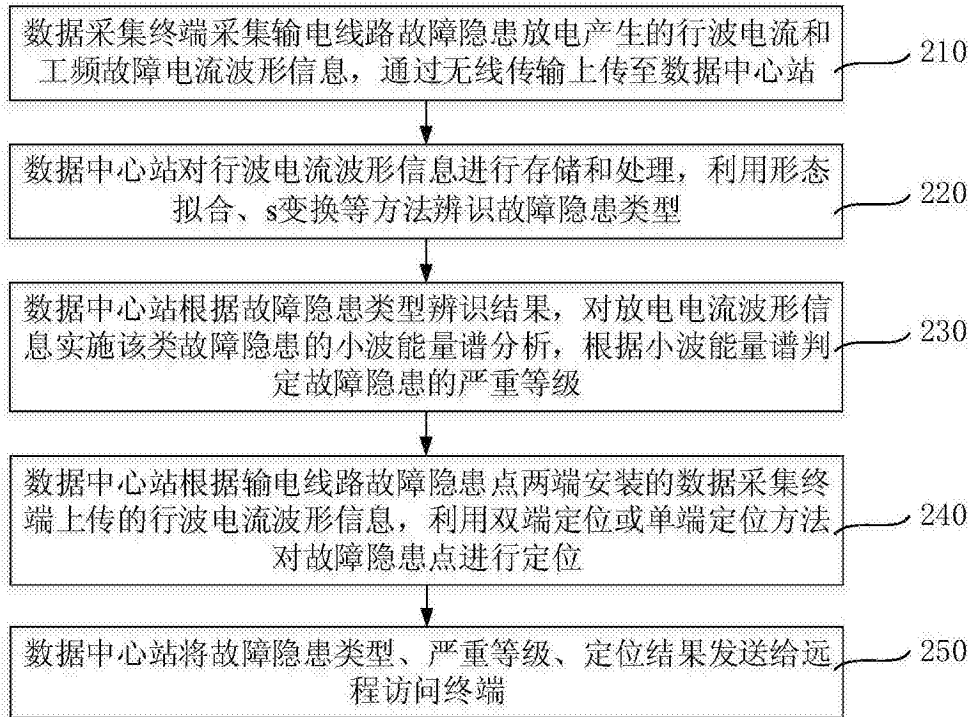 数据采集终端采集输电线路故障隐患放电产生的行波电流和
工频故障电流波形信息，通过无线传输上传至数据中心站
210
数据中心站对行波电流波形信息进行存储和处理，利用形态
拟合、s变换等方法辨识故障隐患类型
220
数据中心站根据故障隐患类型辨识结果，对放电电流波形信
息实施该类故障隐患的小波能量谱分析，根据小波能量谱判
定故障隐患的严重等级
230
数据中心站根据输电线路故障隐患点两端安装的数据采集终
端上传的行波电流波形信息，利用双端定位或单端定位方法
对故障隐患点进行定位
240
数据中心站将故障隐患类型、严重等级、定位结果发送给远
程访问终端
250